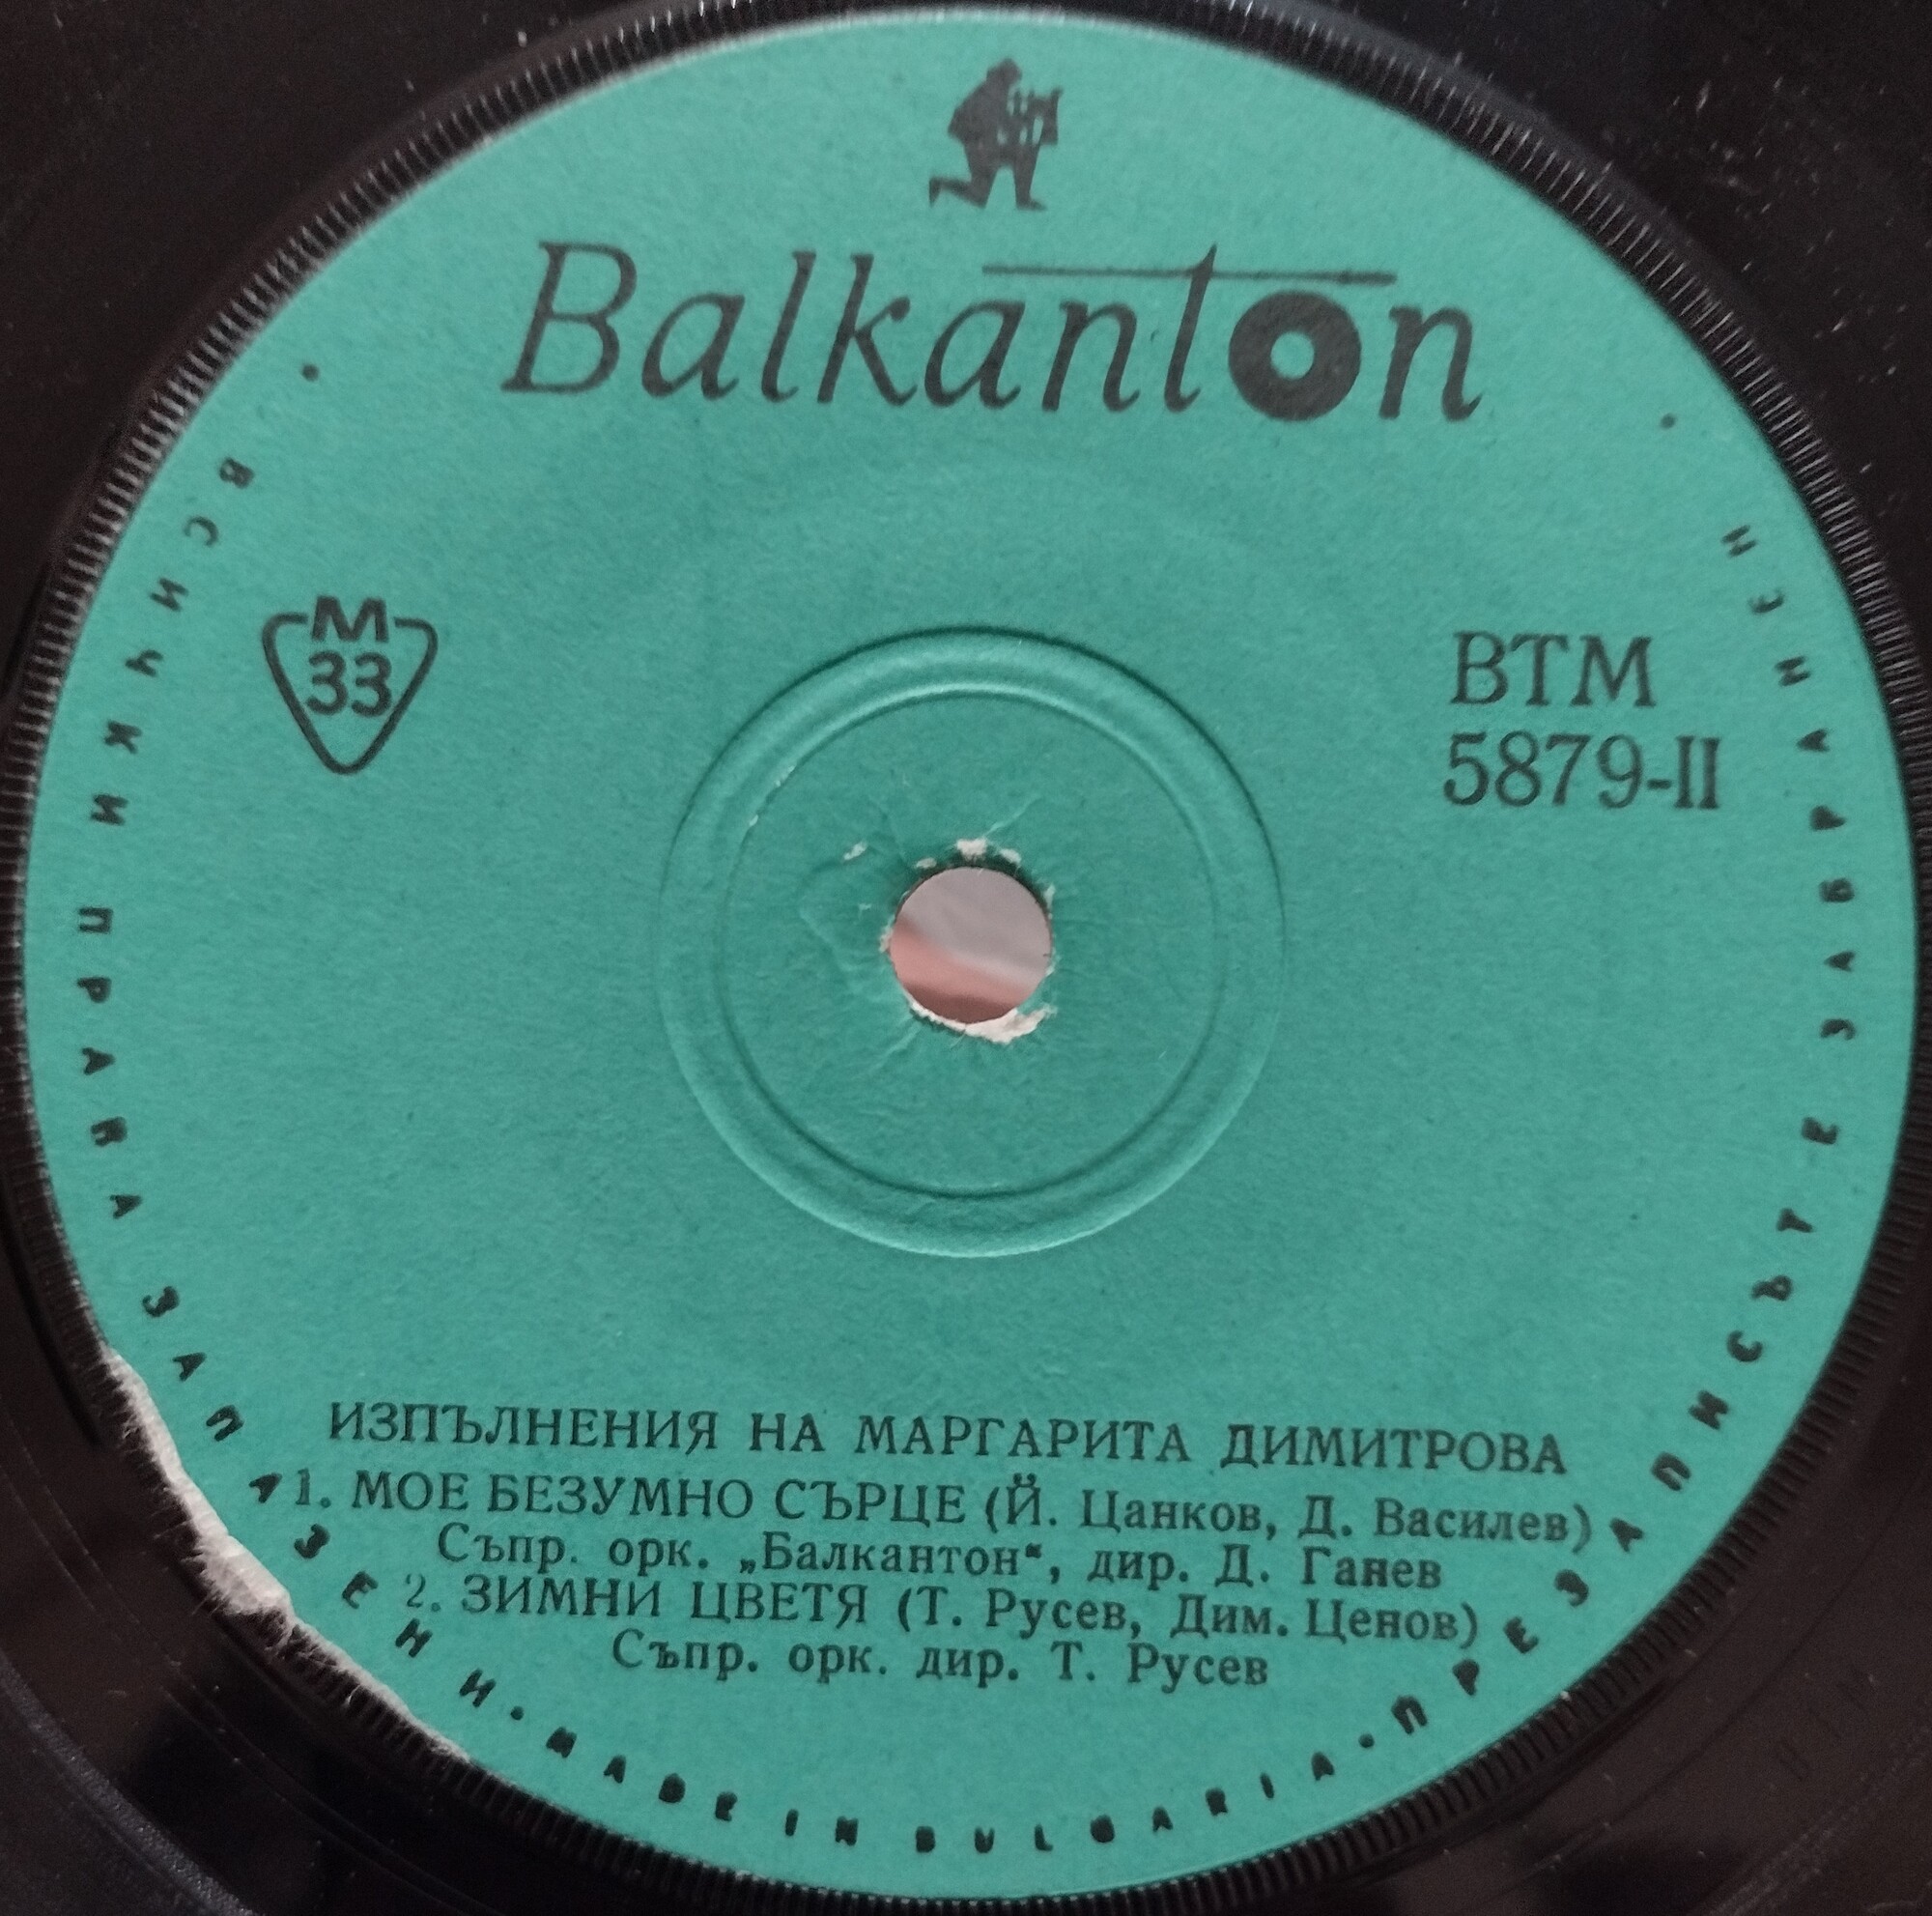 Balkanton
М
33
ВТМ
5879-II
ИЗПЪЛНЕНИЯ НА МАРГАРИТА ДИМИТРОВА
1. МОЕ БЕЗУМНО СЪРЦЕ (Й. Цанков, Д. Василев)
Съпр. орк. „Балкантон“, дир. Д. Ганев
2. ЗИМНИ ЦВЕТЯ (Т. Русев, Дим. Ценов)
Съпр. орк. дир. Т. Русев
• ВСИЧКИ ПРАВА ЗАПАЗЕНИ • MADE IN BULGARIA • ПРЕЗАПИСЪТ Е ЗАБРАНЕН •